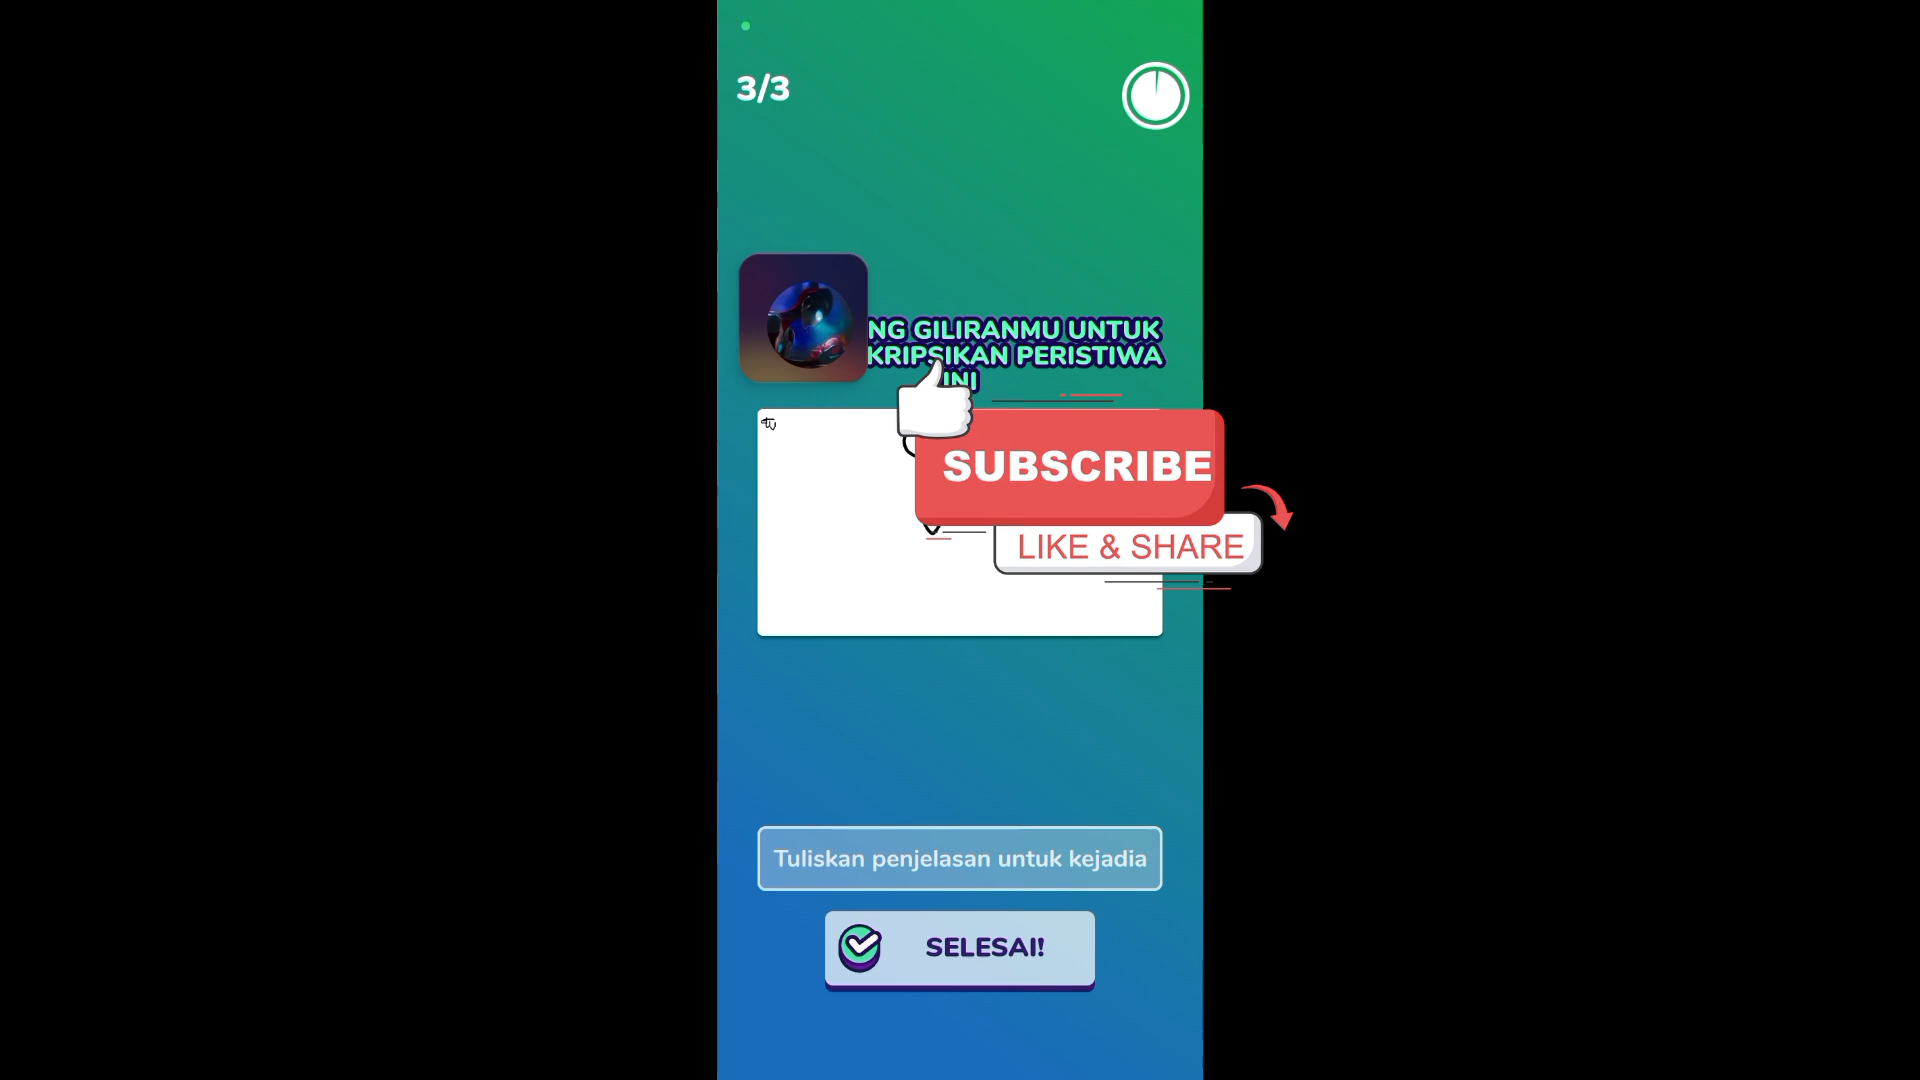 3/3
NG GILIRANMU UNTUK
KRIPSIKAN PERISTIWA
INI
SUBSCRIBE
LIKE & SHARE
Tuliskan penjelasan untuk kejadia
SELESAI!